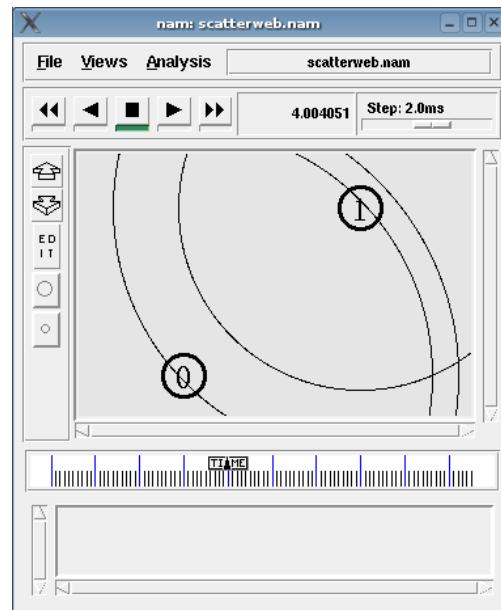 nam: scatterweb.nam
File Views Analysis scatterweb.nam
4.004051 Step: 2.0ms
ED
IT
1
0
TIME